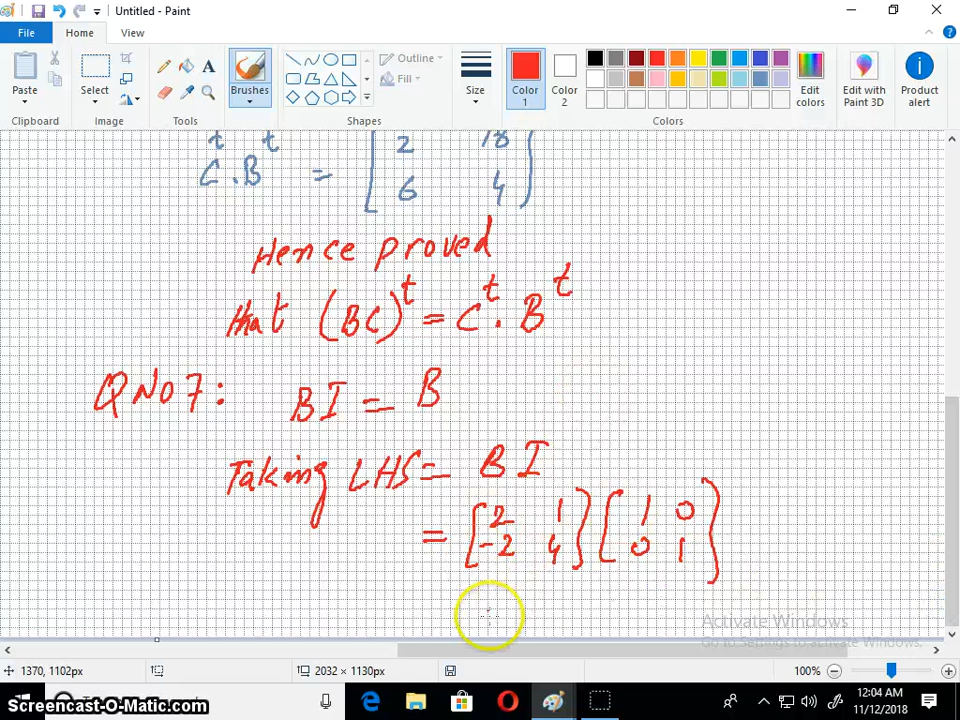 Untitled - Paint
File Home View
Paste Select Brushes Size Color 1 Color 2 Edit colors Edit with Paint 3D Product alert
Outline
Fill
Clipboard Image Tools Shapes Colors
t t 2 18
C . B =
6 4
Hence proved
that (BC)ᵗ = Cᵗ . Bᵗ
QNO7: BI = B
Taking LHS = BI
= [2 1 [1 0
-2 4] 0 1]
Activate Windows
Go to Settings to activate Windows.
1370, 1102px 2032 × 1130px 100%
Screencast-O-Matic.com
12:04 AM
11/12/2018